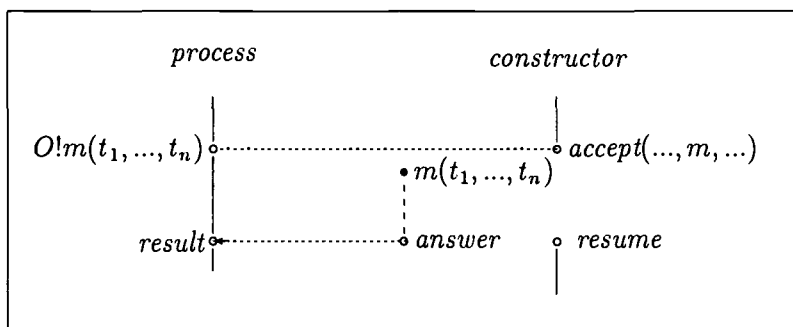 process constructor
O!m(t₁, ..., tₙ) accept(..., m, ...)
m(t₁, ..., tₙ)
result answer resume